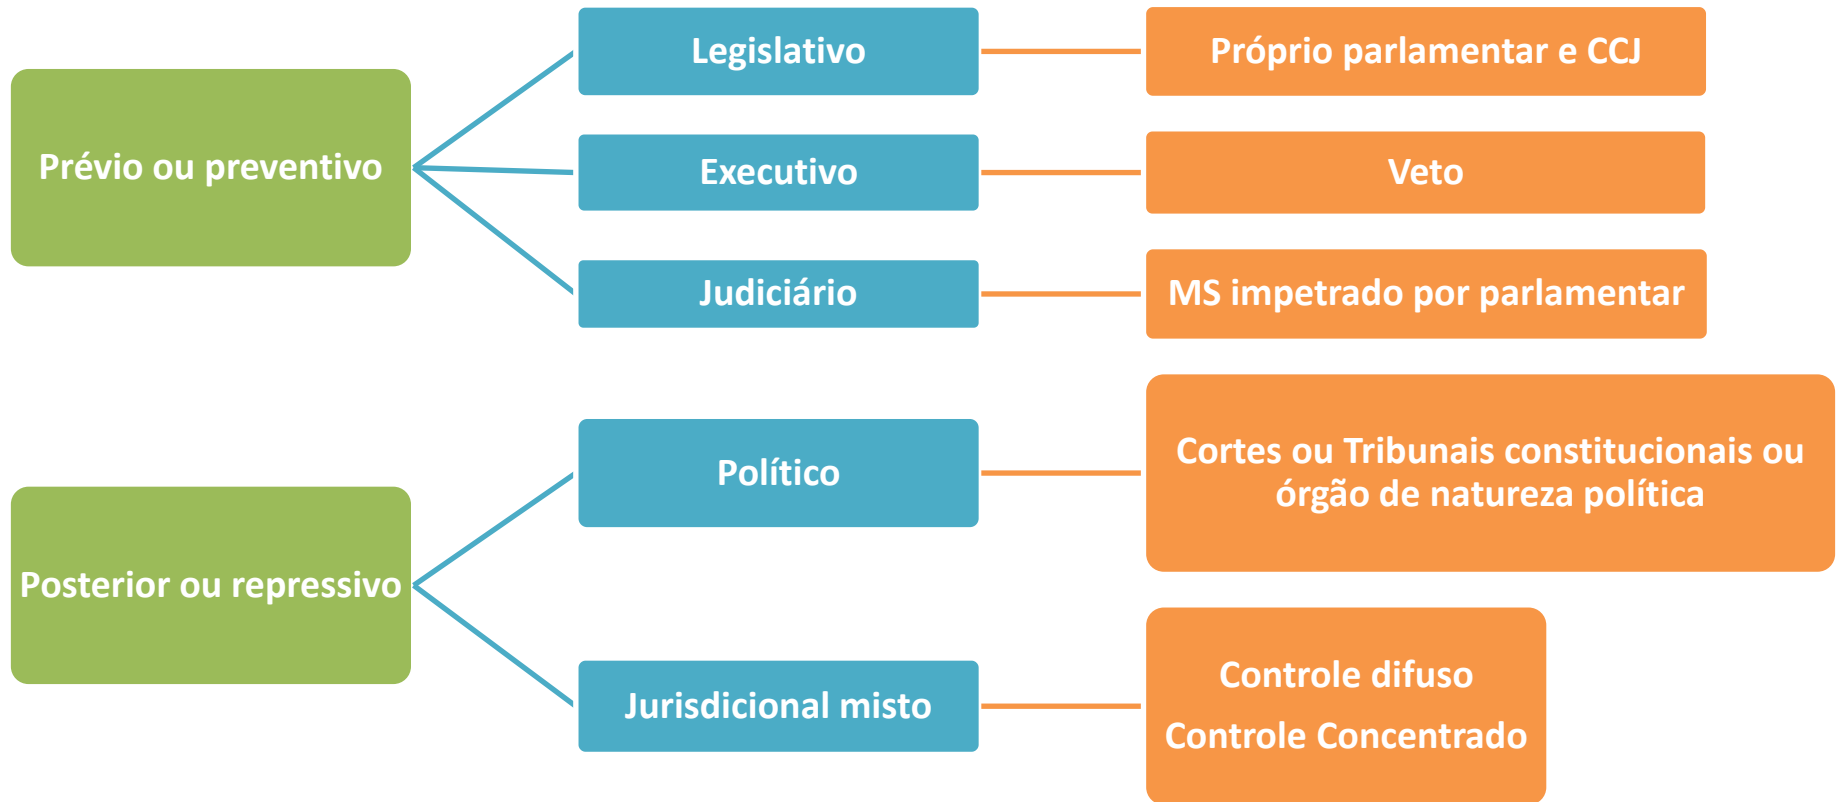 Prévio ou preventivo
Legislativo
Próprio parlamentar e CCJ
Executivo
Veto
Judiciário
MS impetrado por parlamentar
Posterior ou repressivo
Político
Cortes ou Tribunais constitucionais ou
órgão de natureza política
Jurisdicional misto
Controle difuso
Controle Concentrado